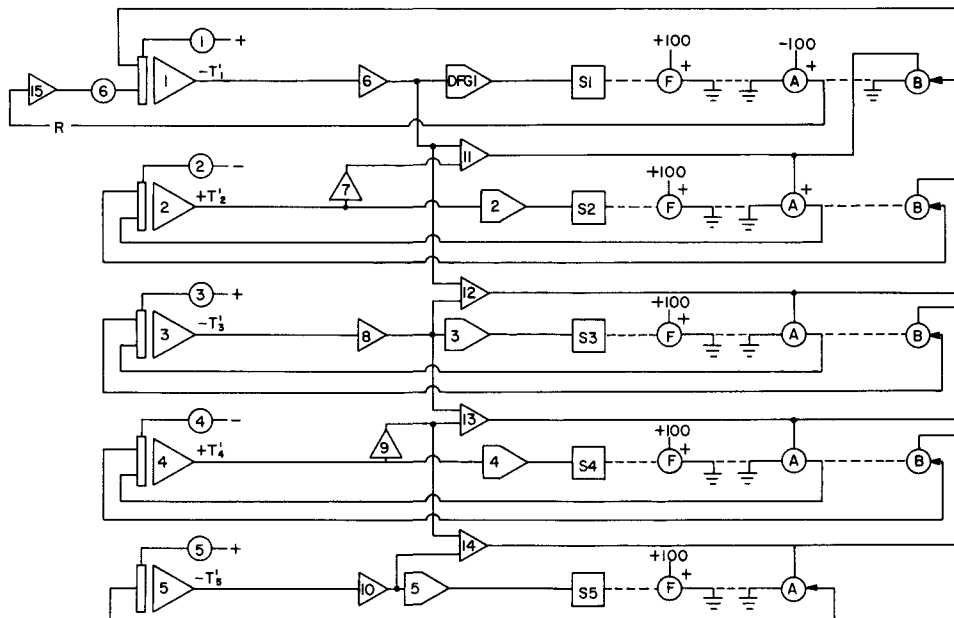 1 +
+100 -100
15 6 1 -T'1 6 DFG1 S1 F + A + B
R
11
2 -
7 +100
2 +T'2 2 S2 F + A + B
12
3 +
+100
3 -T'3 8 3 S3 F + A B
13
4 -
9 +100
4 +T'4 4 S4 F + A B
14
5 +
+100
5 -T'5 10 5 S5 F + A